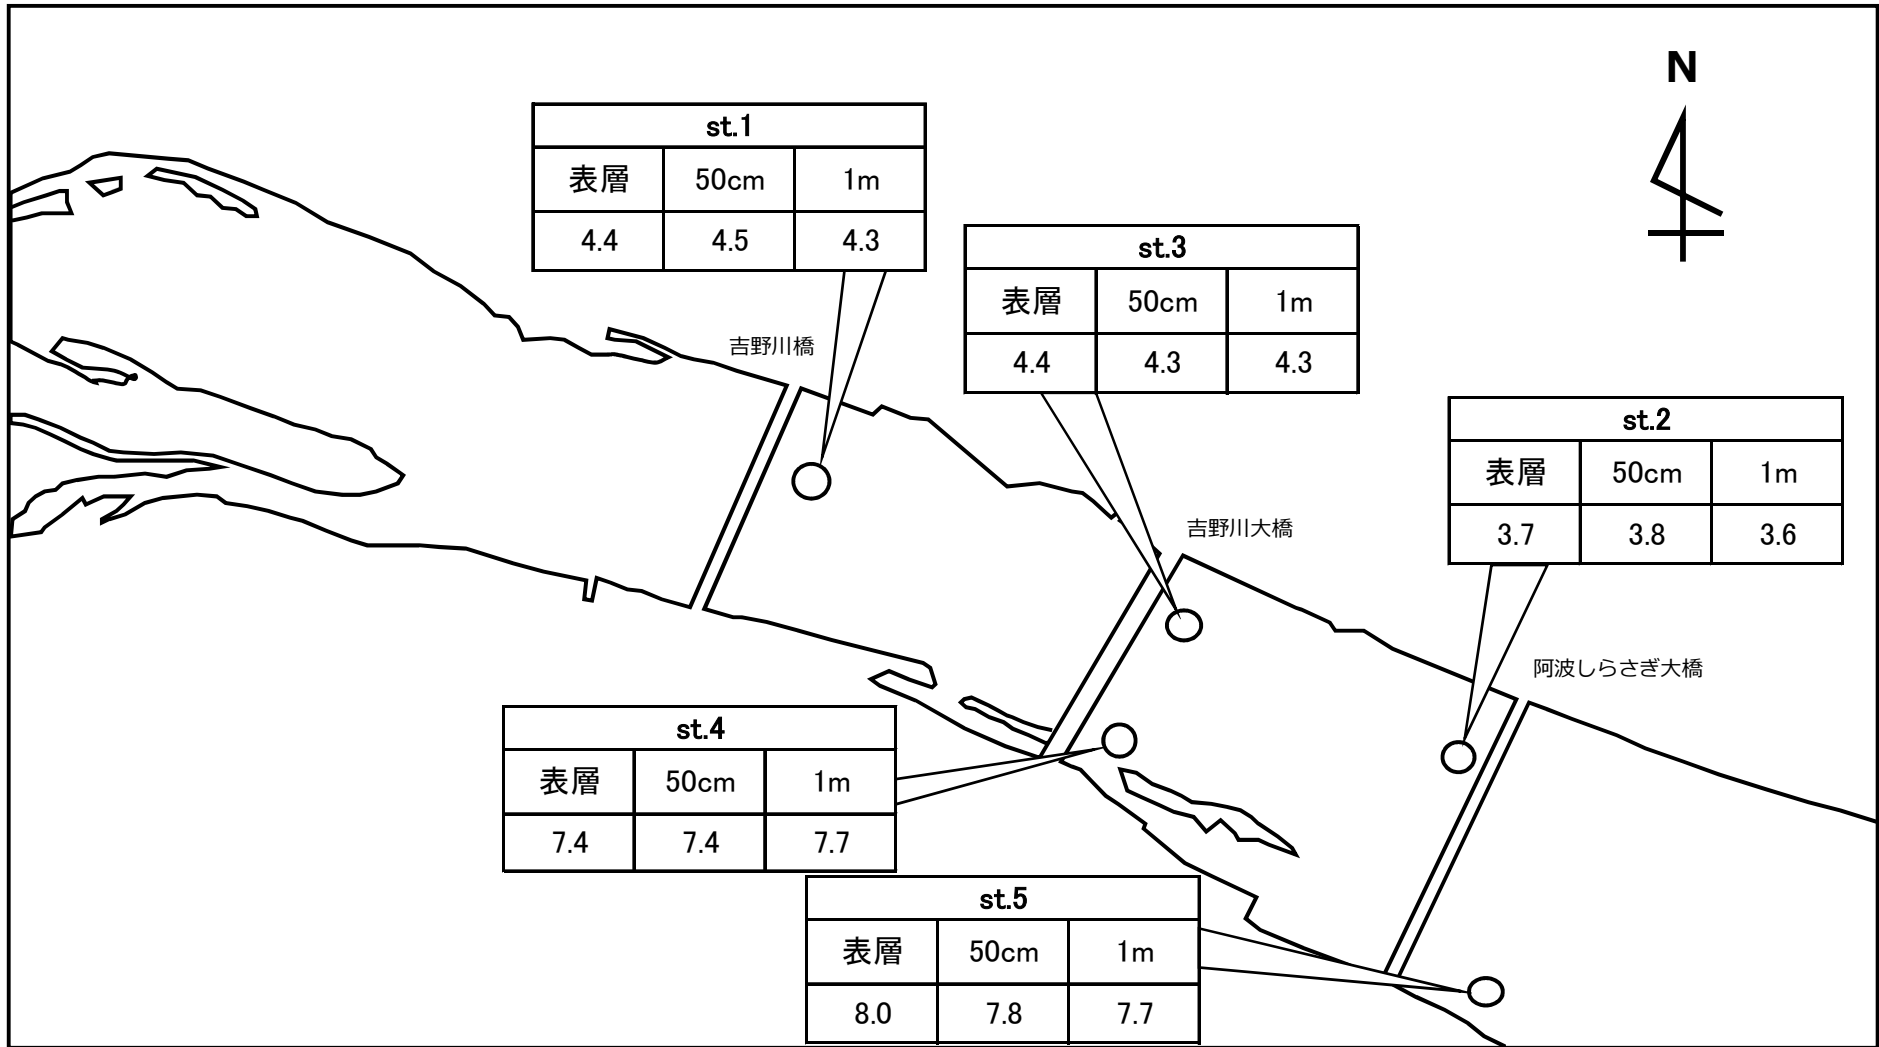 N
st.1
表層 50cm 1m
4.4 4.5 4.3
st.3
表層 50cm 1m
4.4 4.3 4.3
吉野川橋
st.2
表層 50cm 1m
3.7 3.8 3.6
吉野川大橋
阿波しらさぎ大橋
st.4
表層 50cm 1m
7.4 7.4 7.7
st.5
表層 50cm 1m
8.0 7.8 7.7